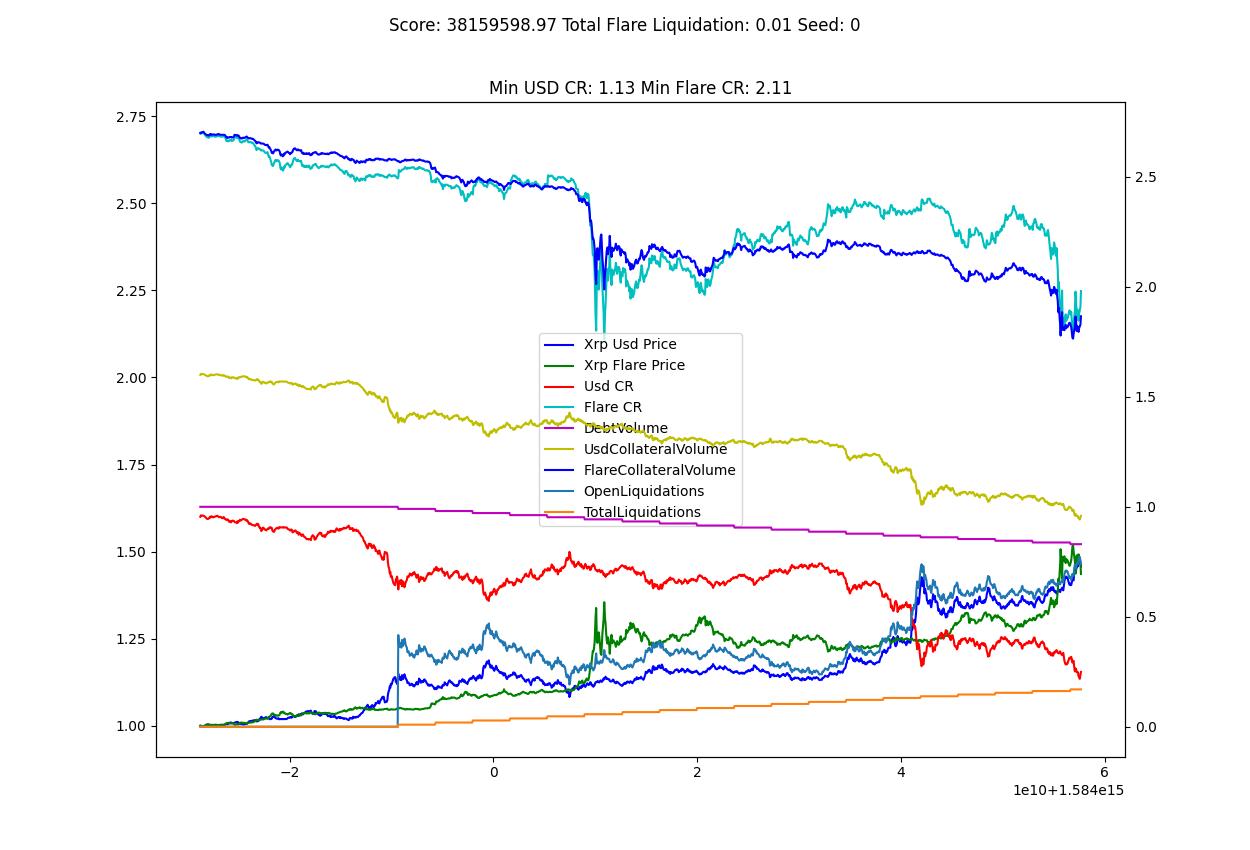 Score: 38159598.97 Total Flare Liquidation: 0.01 Seed: 0
Min USD CR: 1.13 Min Flare CR: 2.11
2.75
2.50
2.25
2.00
1.75
1.50
1.25
1.00
2.5
2.0
1.5
1.0
0.5
0.0
Xrp Usd Price
Xrp Flare Price
Usd CR
Flare CR
DebtVolume
UsdCollateralVolume
FlareCollateralVolume
OpenLiquidations
TotalLiquidations
−2 0 2 4 6
1e10+1.584e15